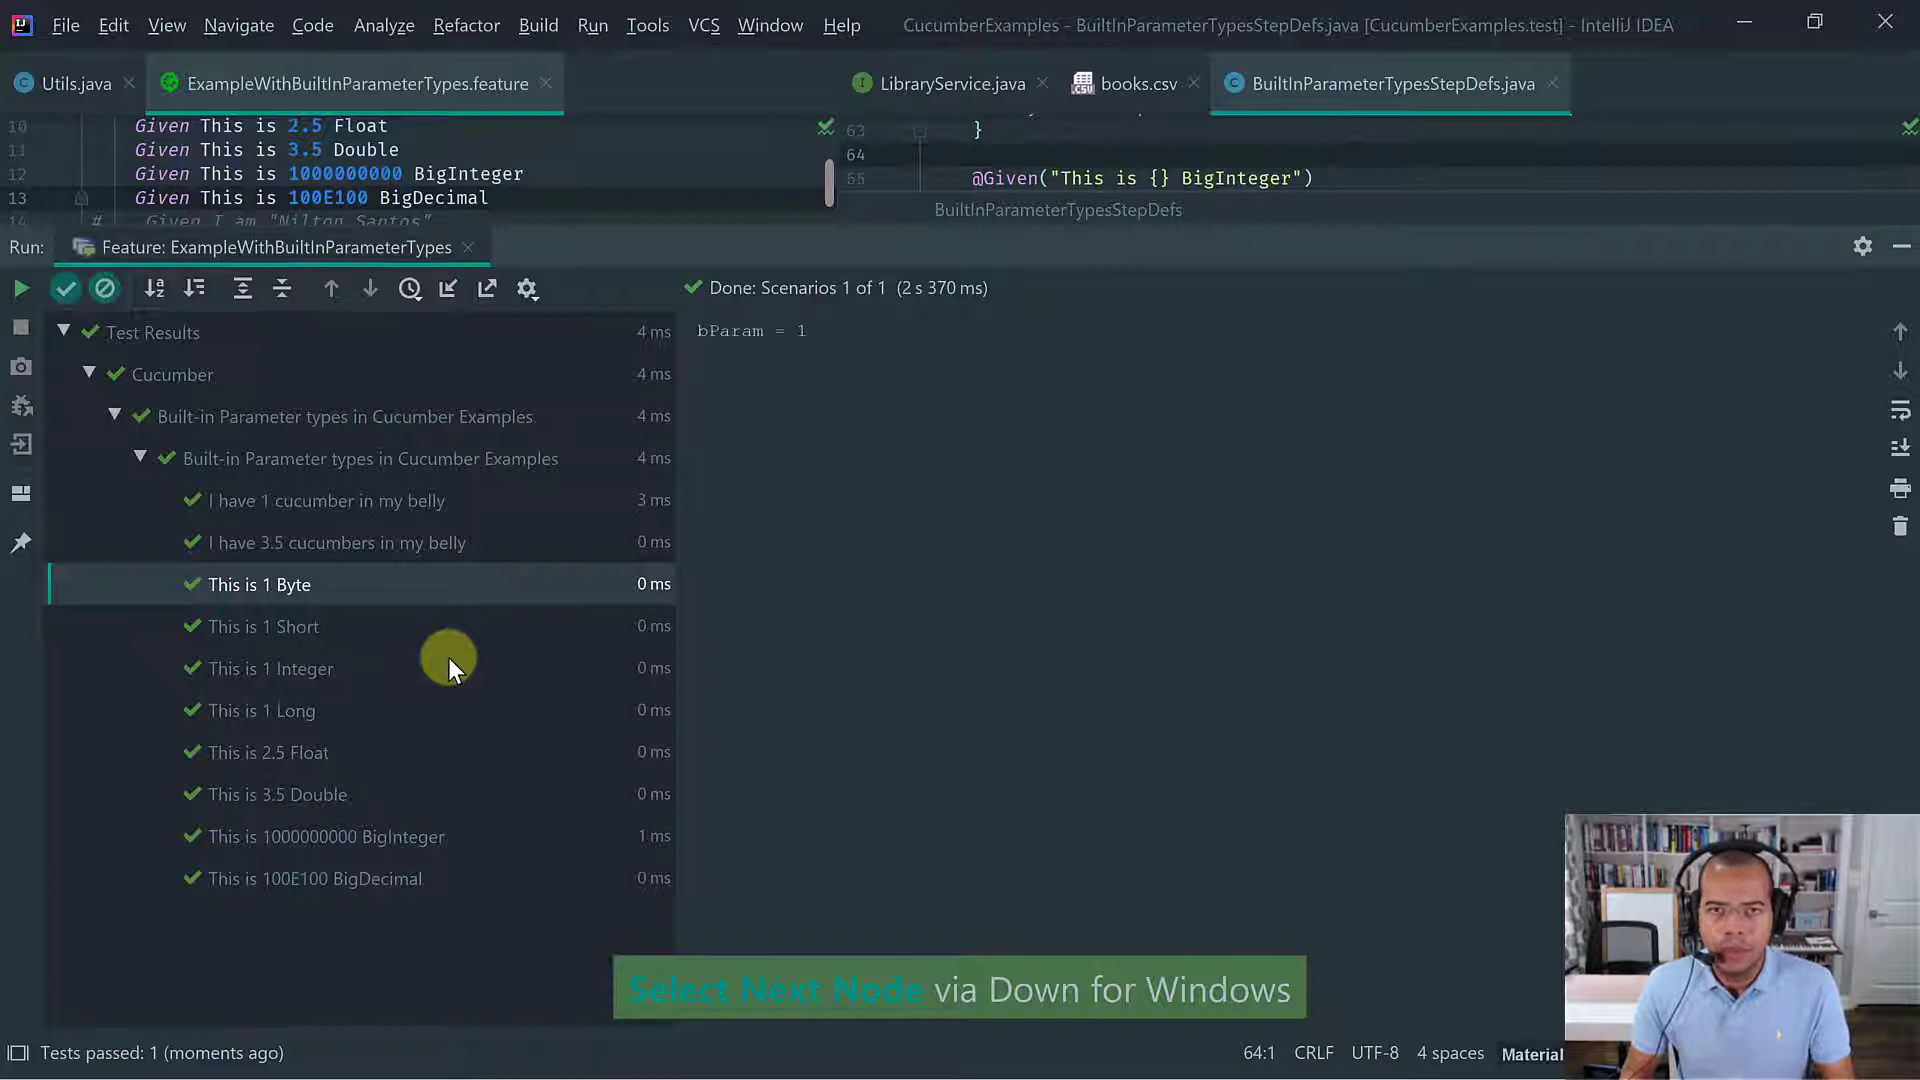 File Edit View Navigate Code Analyze Refactor Build Run Tools VCS Window Help CucumberExamples - BuiltInParameterTypesStepDefs.java [CucumberExamples.test] - IntelliJ IDEA
Utils.java ExampleWithBuiltInParameterTypes.feature LibraryService.java books.csv BuiltInParameterTypesStepDefs.java
10 Given This is 2.5 Float
11 Given This is 3.5 Double
12 Given This is 1000000000 BigInteger
13 Given This is 100E100 BigDecimal
14 # Given I am "Nilton Santos"
63 }
64
65 @Given("This is {} BigInteger")
BuiltInParameterTypesStepDefs
Run: Feature: ExampleWithBuiltInParameterTypes
Done: Scenarios 1 of 1 (2 s 370 ms)
Test Results 4 ms
Cucumber 4 ms
Built-in Parameter types in Cucumber Examples 4 ms
Built-in Parameter types in Cucumber Examples 4 ms
I have 1 cucumber in my belly 3 ms
I have 3.5 cucumbers in my belly 0 ms
This is 1 Byte 0 ms
This is 1 Short 0 ms
This is 1 Integer 0 ms
This is 1 Long 0 ms
This is 2.5 Float 0 ms
This is 3.5 Double 0 ms
This is 1000000000 BigInteger 1 ms
This is 100E100 BigDecimal 0 ms
bParam = 1
Select Next Node via Down for Windows
Tests passed: 1 (moments ago)
64:1 CRLF UTF-8 4 spaces Material